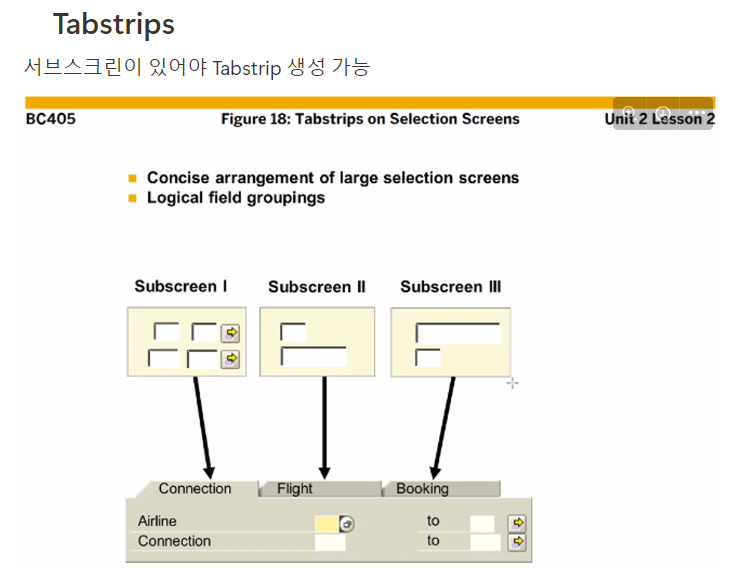 Tabstrips
서브스크린이 있어야 Tabstrip 생성 가능
BC405 Figure 18: Tabstrips on Selection Screens Unit 2 Lesson 2
Concise arrangement of large selection screens
Logical field groupings
Subscreen I Subscreen II Subscreen III
Connection Flight Booking
Airline to
Connection to